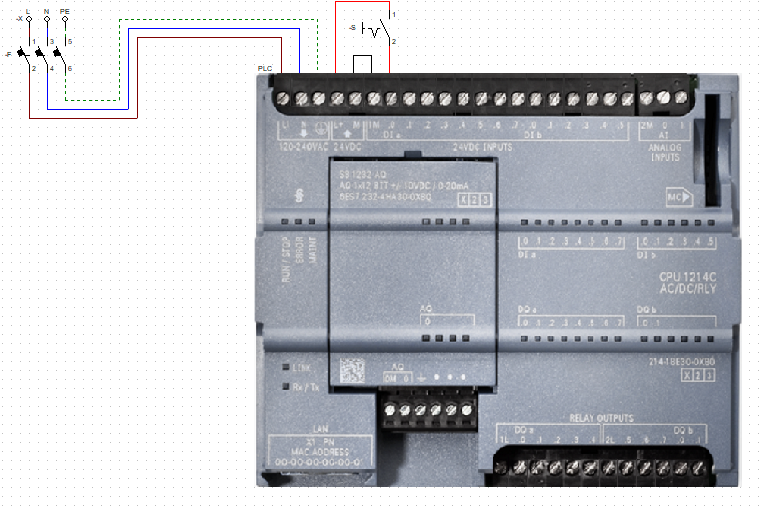 L N PE
-X
1 3 5
-F
2 4 6
-S
1
2
PLC
L1 N L+ M 1M .0 .1 .2 .3 .4 .5 .6 .7 .0 .1 .2 .3 .4 .5 2M 0 1
DI a DI b AI
120-240VAC 24VDC 24VDC INPUTS ANALOG INPUTS
SB 1232 AQ
AQ 1x12 BIT +/-10VDC / 0-20mA
6ES7 232-4HA30-0XB0
MC
RUN / STOP
ERROR
MAINT
.0 .1 .2 .3 .4 .5 .6 .7 .0 .1 .2 .3 .4 .5
DI a DI b
CPU 1214C
AC/DC/RLY
AQ
0
DQ a DQ b
.0 .1 .2 .3 .4 .5 .6 .7 .0 .1
214-1BE30-0XB0
X 2 3
Link
Rx / Tx
AQ
0M 0
RELAY OUTPUTS
DQ a DQ b
1L .0 .1 .2 .3 .4 2L .5 .6 .7 .0 .1
LAN
X1 PN
MAC ADDRESS
00-00-00-00-00-0